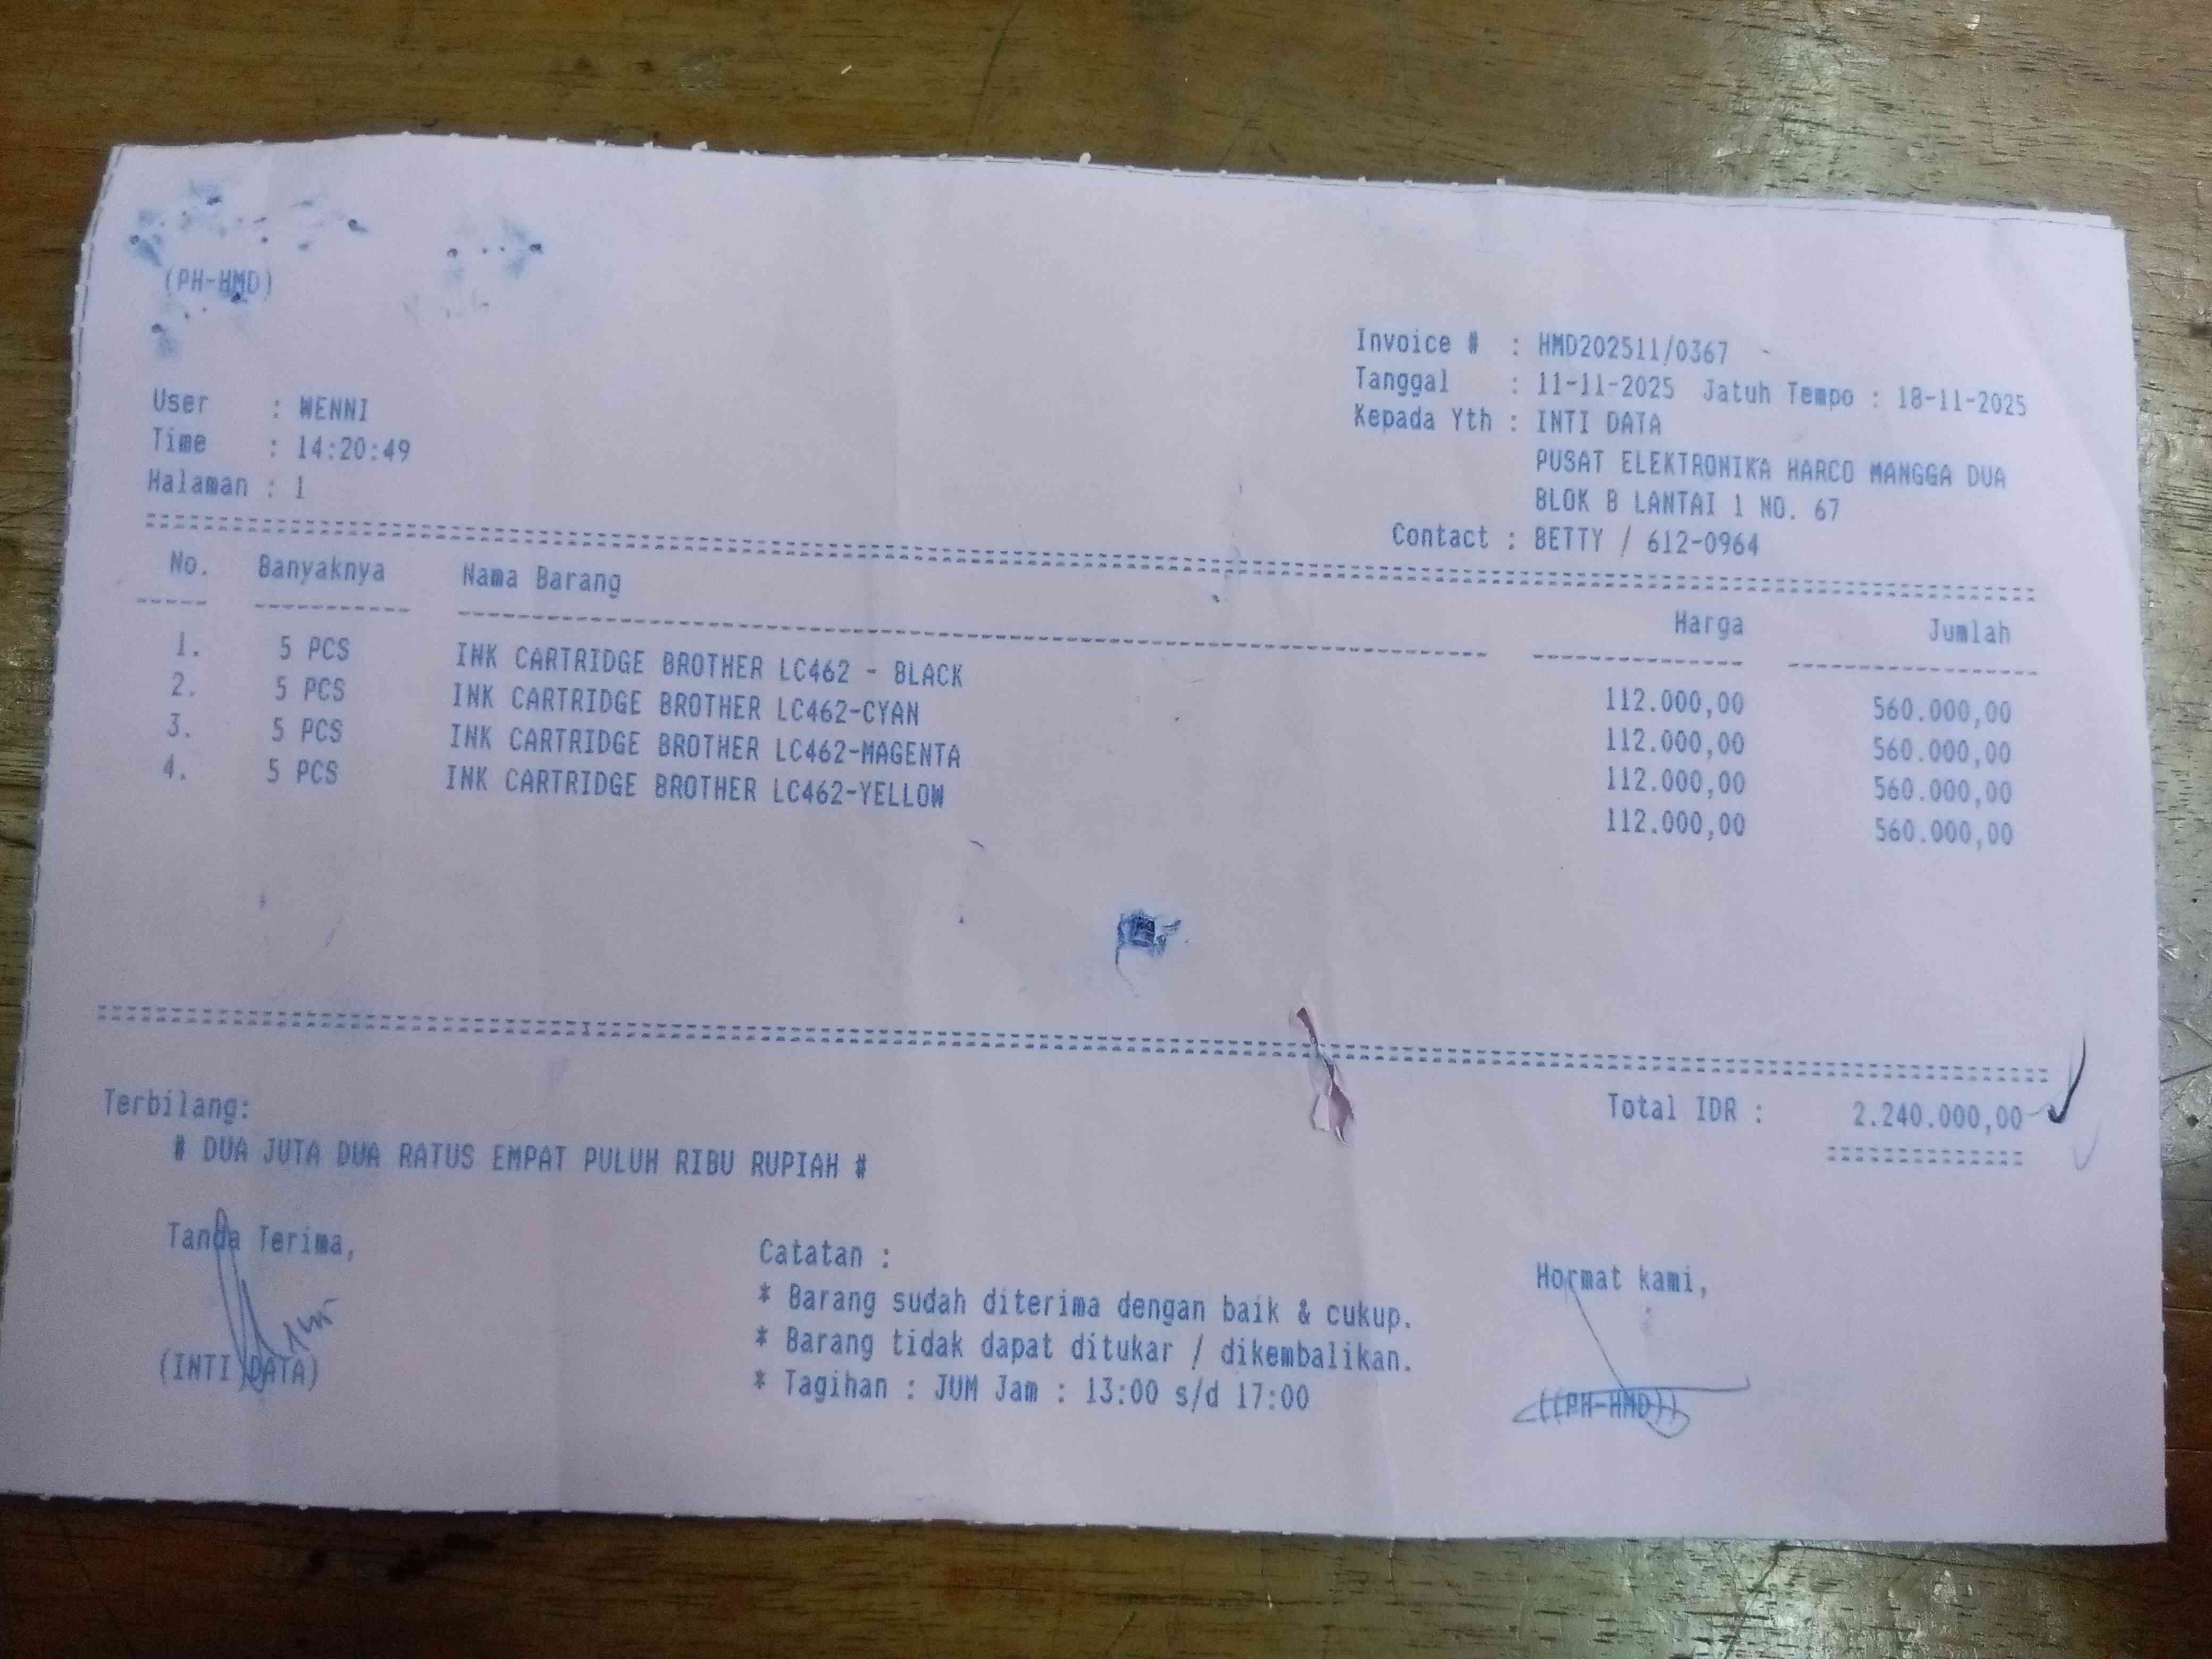 (PH-HMD)
Invoice # : HMD202511/0367
Tanggal : 11-11-2025 Jatuh Tempo : 18-11-2025
Kepada Yth : INTI DATA
PUSAT ELEKTRONIKA HARCO MANGGA DUA
BLOK B LANTAI 1 NO. 67
Contact : BETTY / 612-0964
User : WENNI
Time : 14:20:49
Halaman : 1
No. Banyaknya Nama Barang Harga Jumlah
1. 5 PCS INK CARTRIDGE BROTHER LC462 - BLACK 112.000,00 560.000,00
2. 5 PCS INK CARTRIDGE BROTHER LC462-CYAN 112.000,00 560.000,00
3. 5 PCS INK CARTRIDGE BROTHER LC462-MAGENTA 112.000,00 560.000,00
4. 5 PCS INK CARTRIDGE BROTHER LC462-YELLOW 112.000,00 560.000,00
Terbilang: Total IDR : 2.240.000,00
# DUA JUTA DUA RATUS EMPAT PULUH RIBU RUPIAH #
Tanda Terima,
(INTI DATA)
Catatan :
* Barang sudah diterima dengan baik & cukup.
* Barang tidak dapat ditukar / dikembalikan.
* Tagihan : JUM Jam : 13:00 s/d 17:00
Hormat kami,
((PH-HMD))